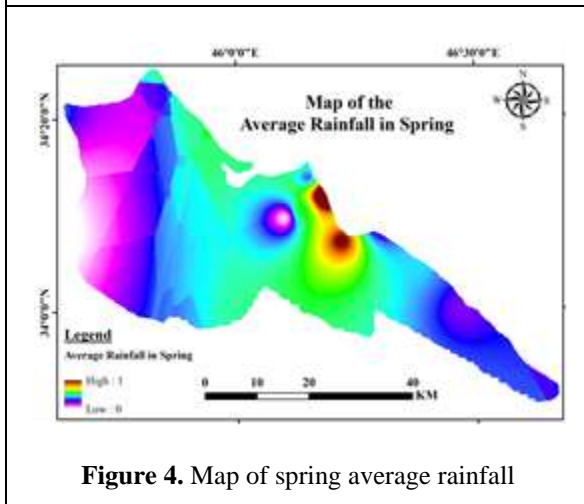 46°0'0"E 46°30'0"E
Map of the
Average Rainfall in Spring
N
W E
S
34°20'0"N
34°0'0"N
Legend
Average Rainfall in Spring
High : 1
Low : 0
0 10 20 40
KM
Figure 4. Map of spring average rainfall